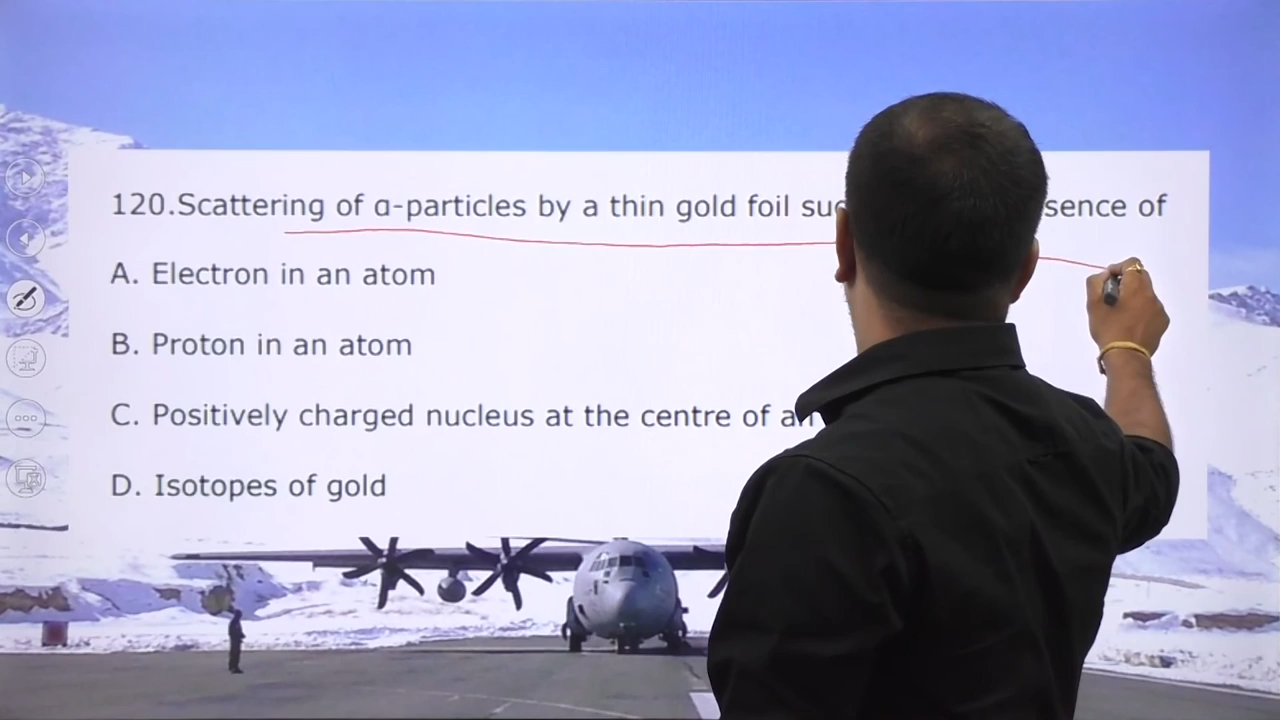 120.Scattering of α-particles by a thin gold foil sence of
A. Electron in an atom
B. Proton in an atom
C. Positively charged nucleus at the centre of
D. Isotopes of gold